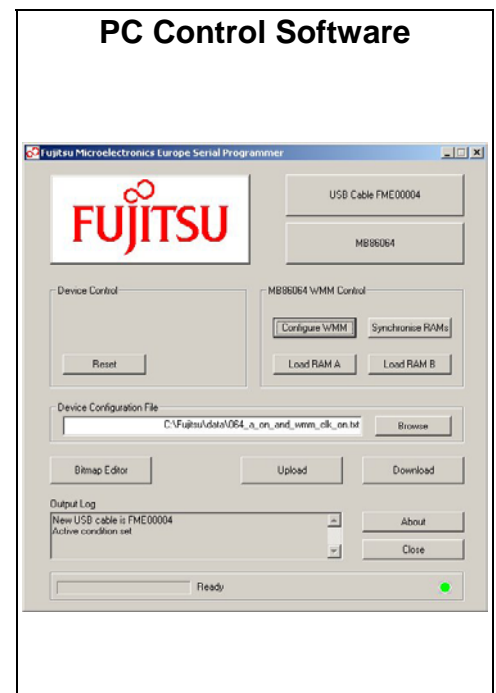 PC Control Software
Fujitsu Microelectronics Europe Serial Programmer
FUJITSU
USB Cable FME00004
MB86064
Device Control
MB86064 WMM Control
Configure WMM
Synchronise RAMs
Reset
Load RAM A
Load RAM B
Device Configuration File
C:\Fujitsu\data\064_a_on_and_wmm_clk_on.txt
Browse
Bitmap Editor
Upload
Download
Output Log
New USB cable is FME00004
Active condition set
About
Close
Ready